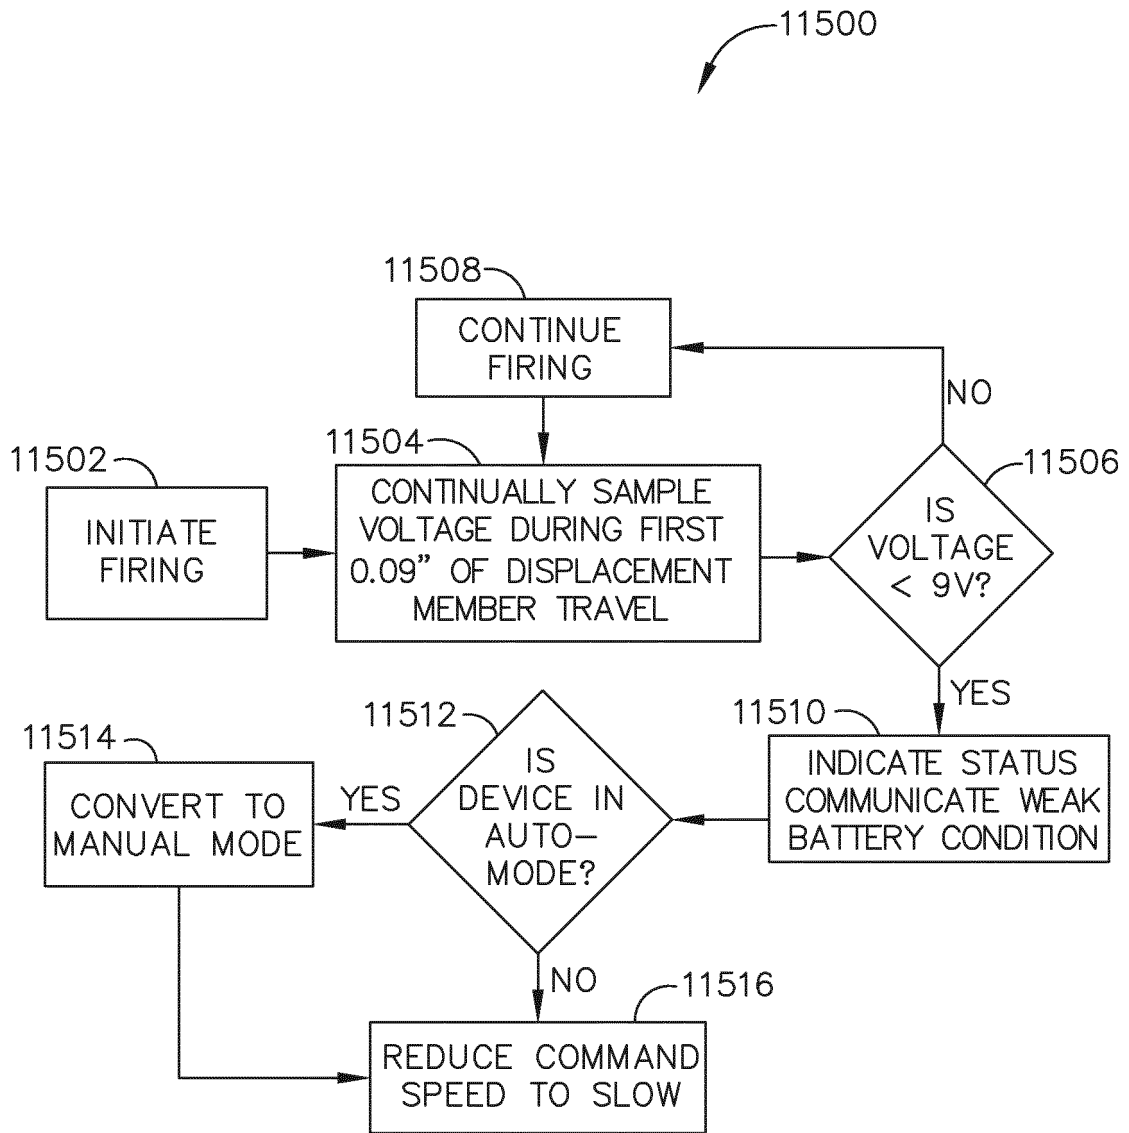 11500
11508
CONTINUE
FIRING
NO
11504
11502
11506
CONTINUALLY SAMPLE
VOLTAGE DURING FIRST
0.09” OF DISPLACEMENT
MEMBER TRAVEL
INITIATE
FIRING
IS
VOLTAGE
< 9V?
YES
11510
INDICATE STATUS
COMMUNICATE WEAK
BATTERY CONDITION
11512
IS
DEVICE IN
AUTO–
MODE?
YES
11514
CONVERT TO
MANUAL MODE
NO
11516
REDUCE COMMAND
SPEED TO SLOW